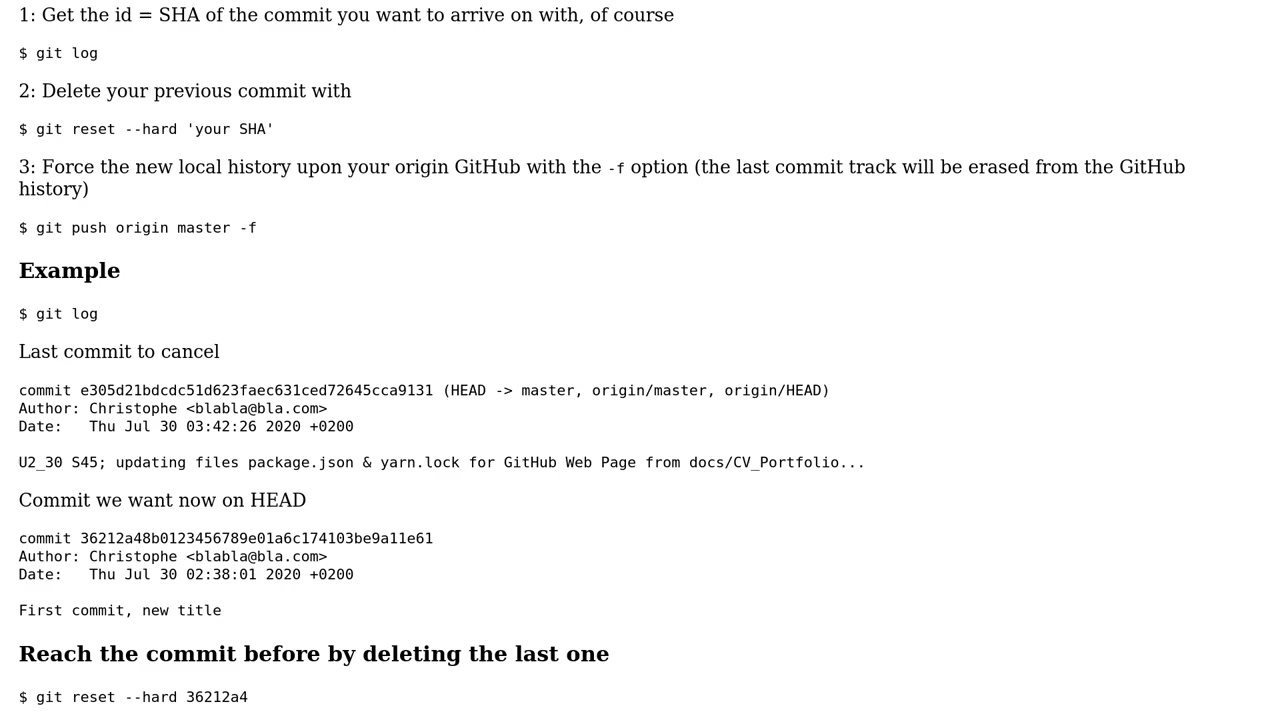 1: Get the id = SHA of the commit you want to arrive on with, of course
$ git log
2: Delete your previous commit with
$ git reset --hard 'your SHA'
3: Force the new local history upon your origin GitHub with the -f option (the last commit track will be erased from the GitHub
history)
$ git push origin master -f
Example
$ git log
Last commit to cancel
commit e305d21bdcdc51d623faec631ced72645cca9131 (HEAD -> master, origin/master, origin/HEAD)
Author: Christophe <blabla@bla.com>
Date:   Thu Jul 30 03:42:26 2020 +0200
U2_30 S45; updating files package.json & yarn.lock for GitHub Web Page from docs/CV_Portfolio...
Commit we want now on HEAD
commit 36212a48b0123456789e01a6c174103be9a11e61
Author: Christophe <blabla@bla.com>
Date:   Thu Jul 30 02:38:01 2020 +0200
First commit, new title
Reach the commit before by deleting the last one
$ git reset --hard 36212a4